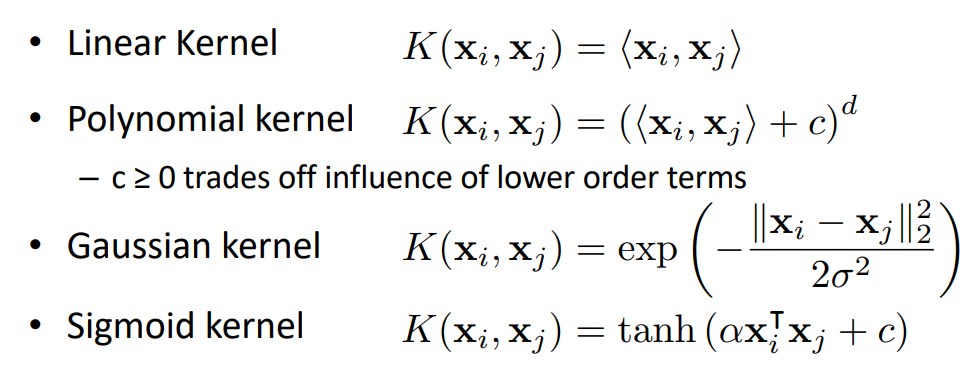 • Linear Kernel K(𝐱ᵢ, 𝐱ⱼ) = ⟨𝐱ᵢ, 𝐱ⱼ⟩
• Polynomial kernel K(𝐱ᵢ, 𝐱ⱼ) = (⟨𝐱ᵢ, 𝐱ⱼ⟩ + c)ᵈ
– c ≥ 0 trades off influence of lower order terms
• Gaussian kernel K(𝐱ᵢ, 𝐱ⱼ) = exp(−‖𝐱ᵢ − 𝐱ⱼ‖₂² / 2σ²)
• Sigmoid kernel K(𝐱ᵢ, 𝐱ⱼ) = tanh(α𝐱ᵢᵀ𝐱ⱼ + c)